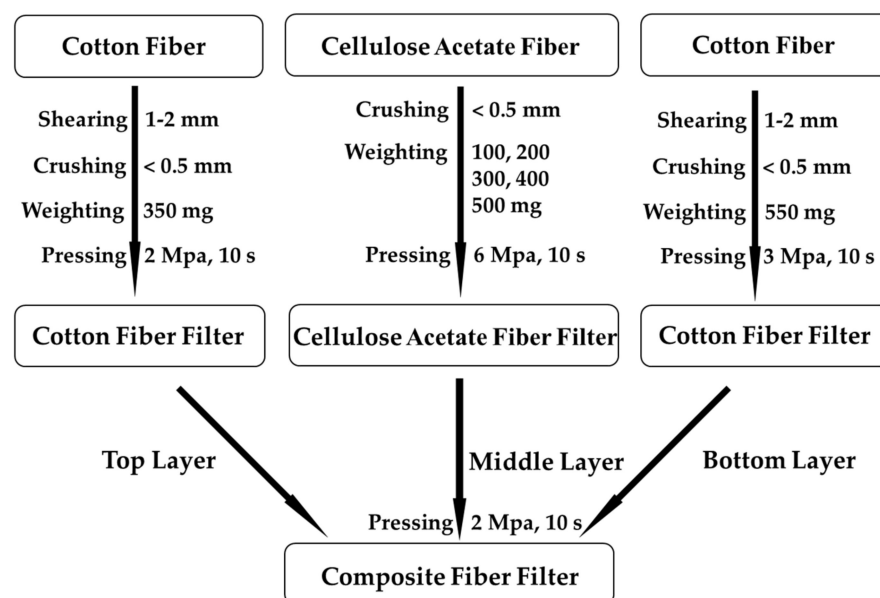 Cotton Fiber
Shearing 1-2 mm
Crushing < 0.5 mm
Weighting 350 mg
Pressing 2 Mpa, 10 s
Cotton Fiber Filter
Top Layer
Cellulose Acetate Fiber
Crushing < 0.5 mm
Weighting 100, 200
300, 400
500 mg
Pressing 6 Mpa, 10 s
Cellulose Acetate Fiber Filter
Middle Layer
Cotton Fiber
Shearing 1-2 mm
Crushing < 0.5 mm
Weighting 550 mg
Pressing 3 Mpa, 10 s
Cotton Fiber Filter
Bottom Layer
Pressing 2 Mpa, 10 s
Composite Fiber Filter